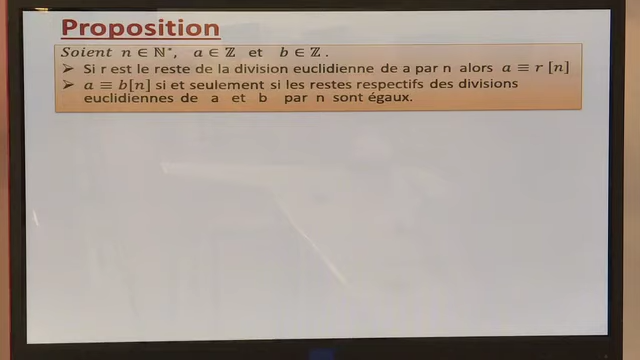 Proposition
Soient n ∈ ℕ*, a ∈ ℤ et b ∈ ℤ.
➢ Si r est le reste de la division euclidienne de a par n alors a ≡ r [n]
➢ a ≡ b[n] si et seulement si les restes respectifs des divisions
euclidiennes de a et b par n sont égaux.